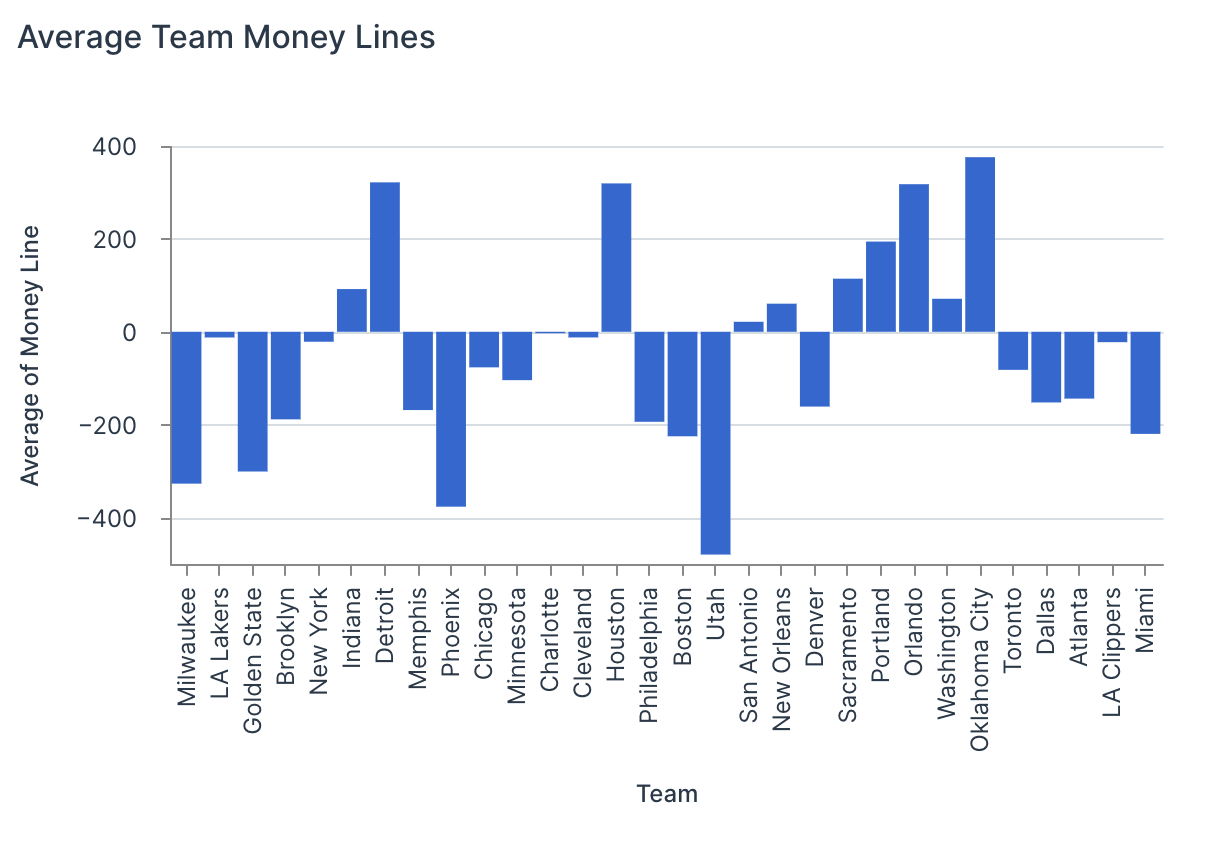 Average Team Money Lines
Average of Money Line
400
200
0
−200
−400
Milwaukee
LA Lakers
Golden State
Brooklyn
New York
Indiana
Detroit
Memphis
Phoenix
Chicago
Minnesota
Charlotte
Cleveland
Houston
Philadelphia
Boston
Utah
San Antonio
New Orleans
Denver
Sacramento
Portland
Orlando
Washington
Oklahoma City
Toronto
Dallas
Atlanta
LA Clippers
Miami
Team